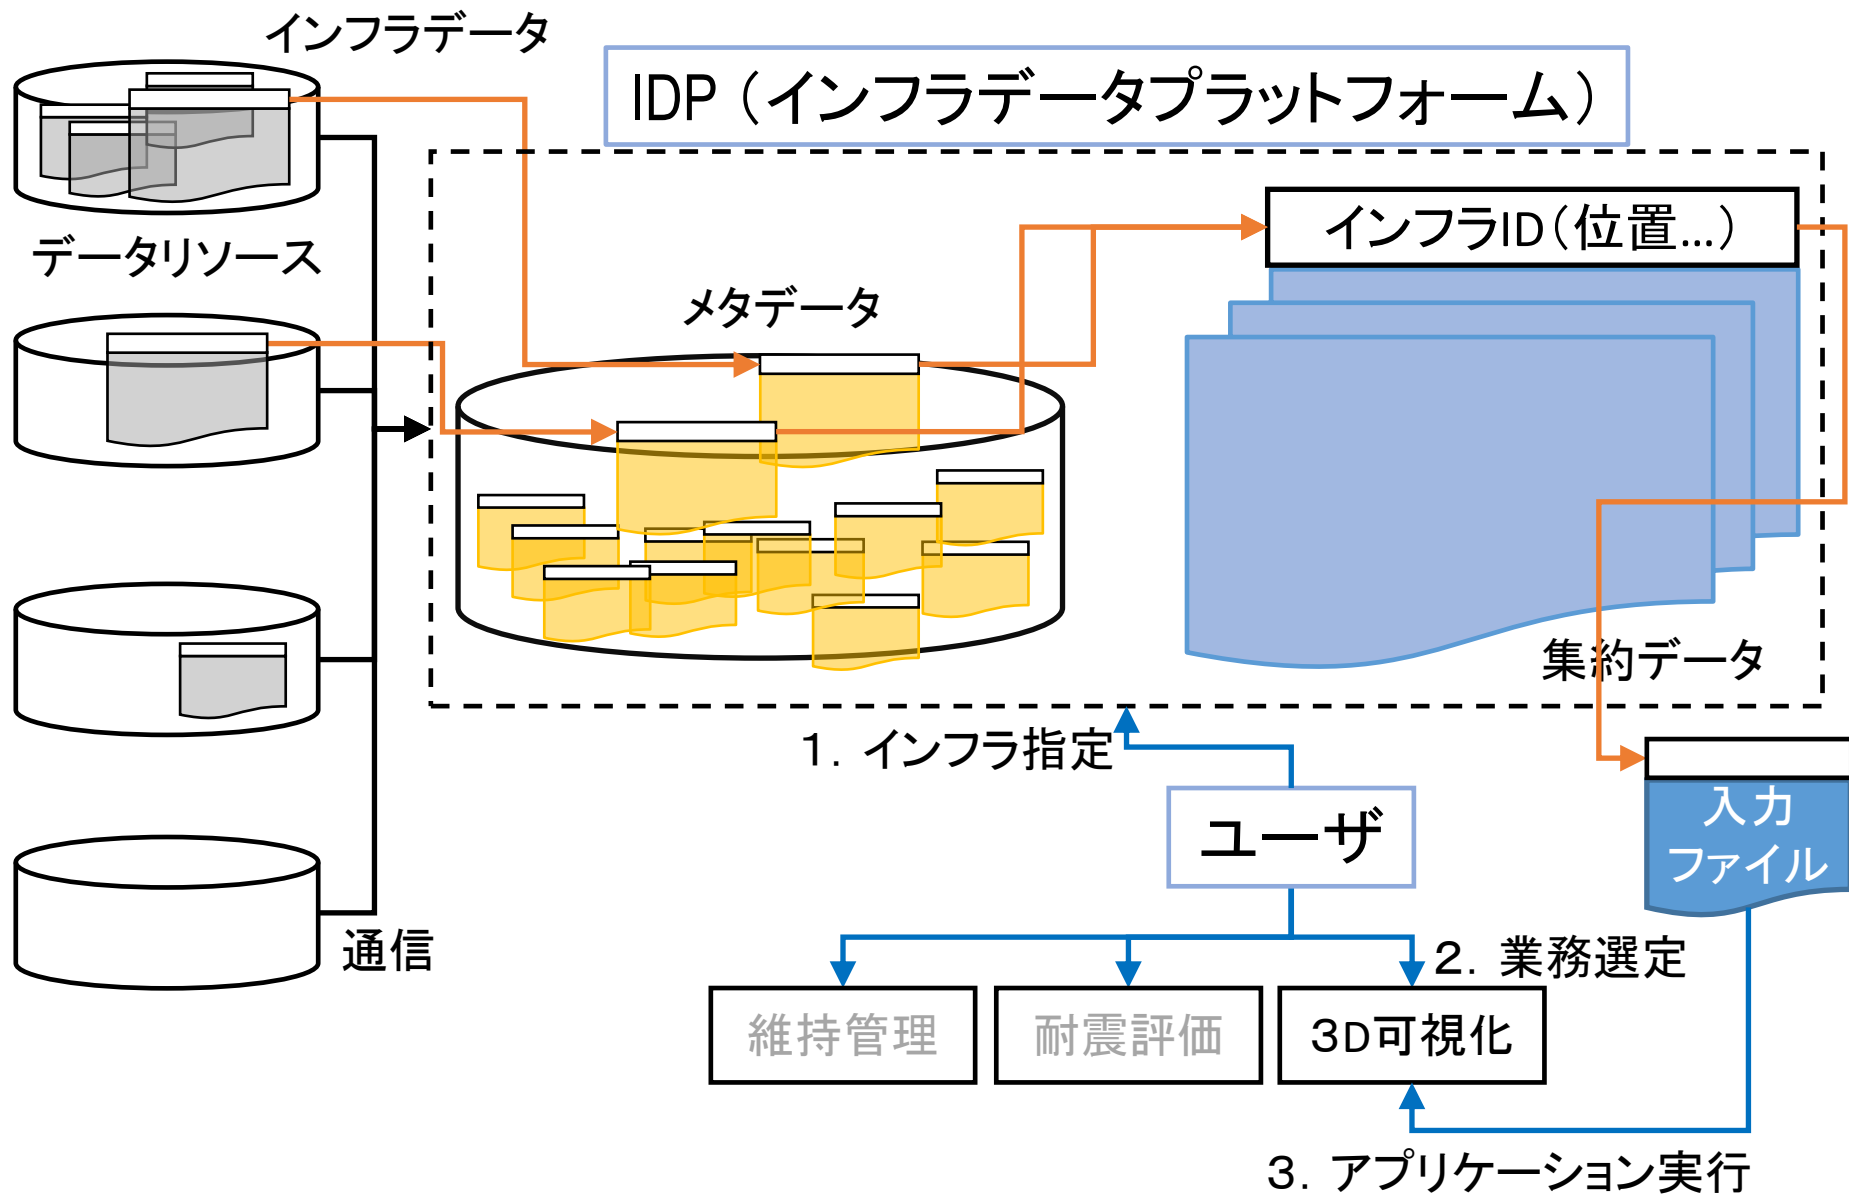 インフラデータ
IDP（インフラデータプラットフォーム）
インフラID（位置…）
データリソース
メタデータ
集約データ
1．インフラ指定
入力
ファイル
ユーザ
通信
2．業務選定
維持管理
耐震評価
3D可視化
3．アプリケーション実行